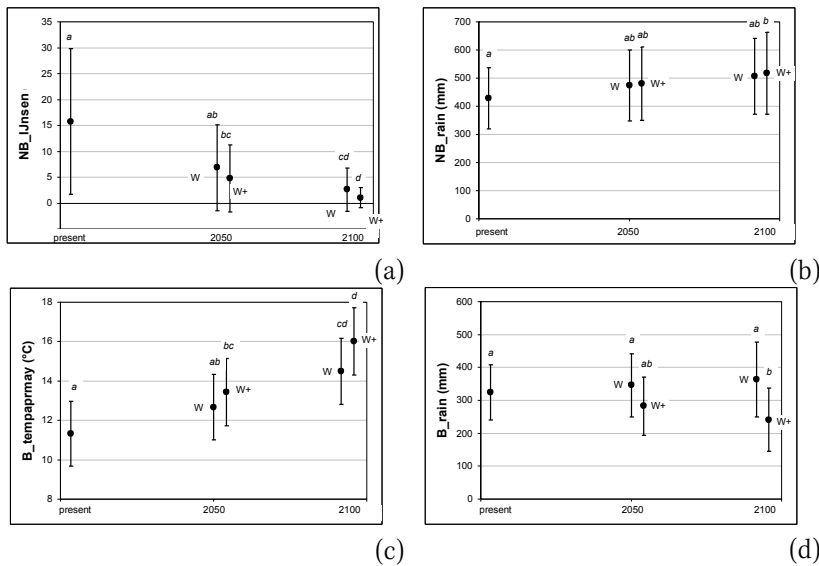 NB_IJnsen
35
30
25
20
15
10
5
0
a
ab
bc
cd
d
W
W+
W
W+
present
2050
2100
(a)
NB_rain (mm)
700
600
500
400
300
200
100
0
a
ab ab
ab b
W
W+
W
W+
present
2050
2100
(b)
B_tempaprmay (°C)
18
16
14
12
10
8
a
ab
bc
cd
d
W
W+
W
W+
present
2050
2100
(c)
B_rain (mm)
600
500
400
300
200
100
0
a
a
ab
a
b
W
W+
W
W+
present
2050
2100
(d)